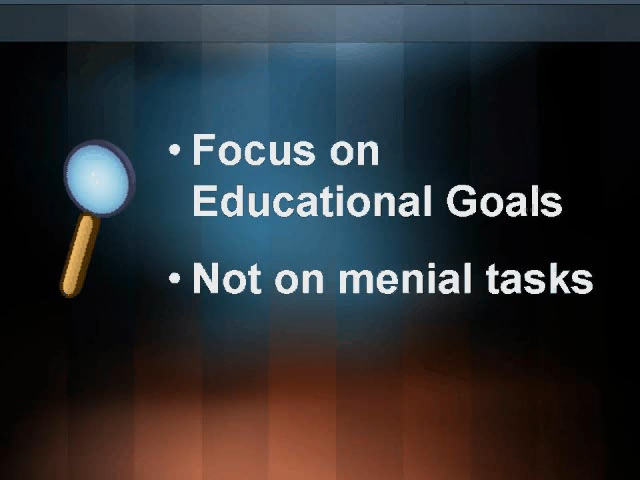 • Focus on
Educational Goals
• Not on menial tasks